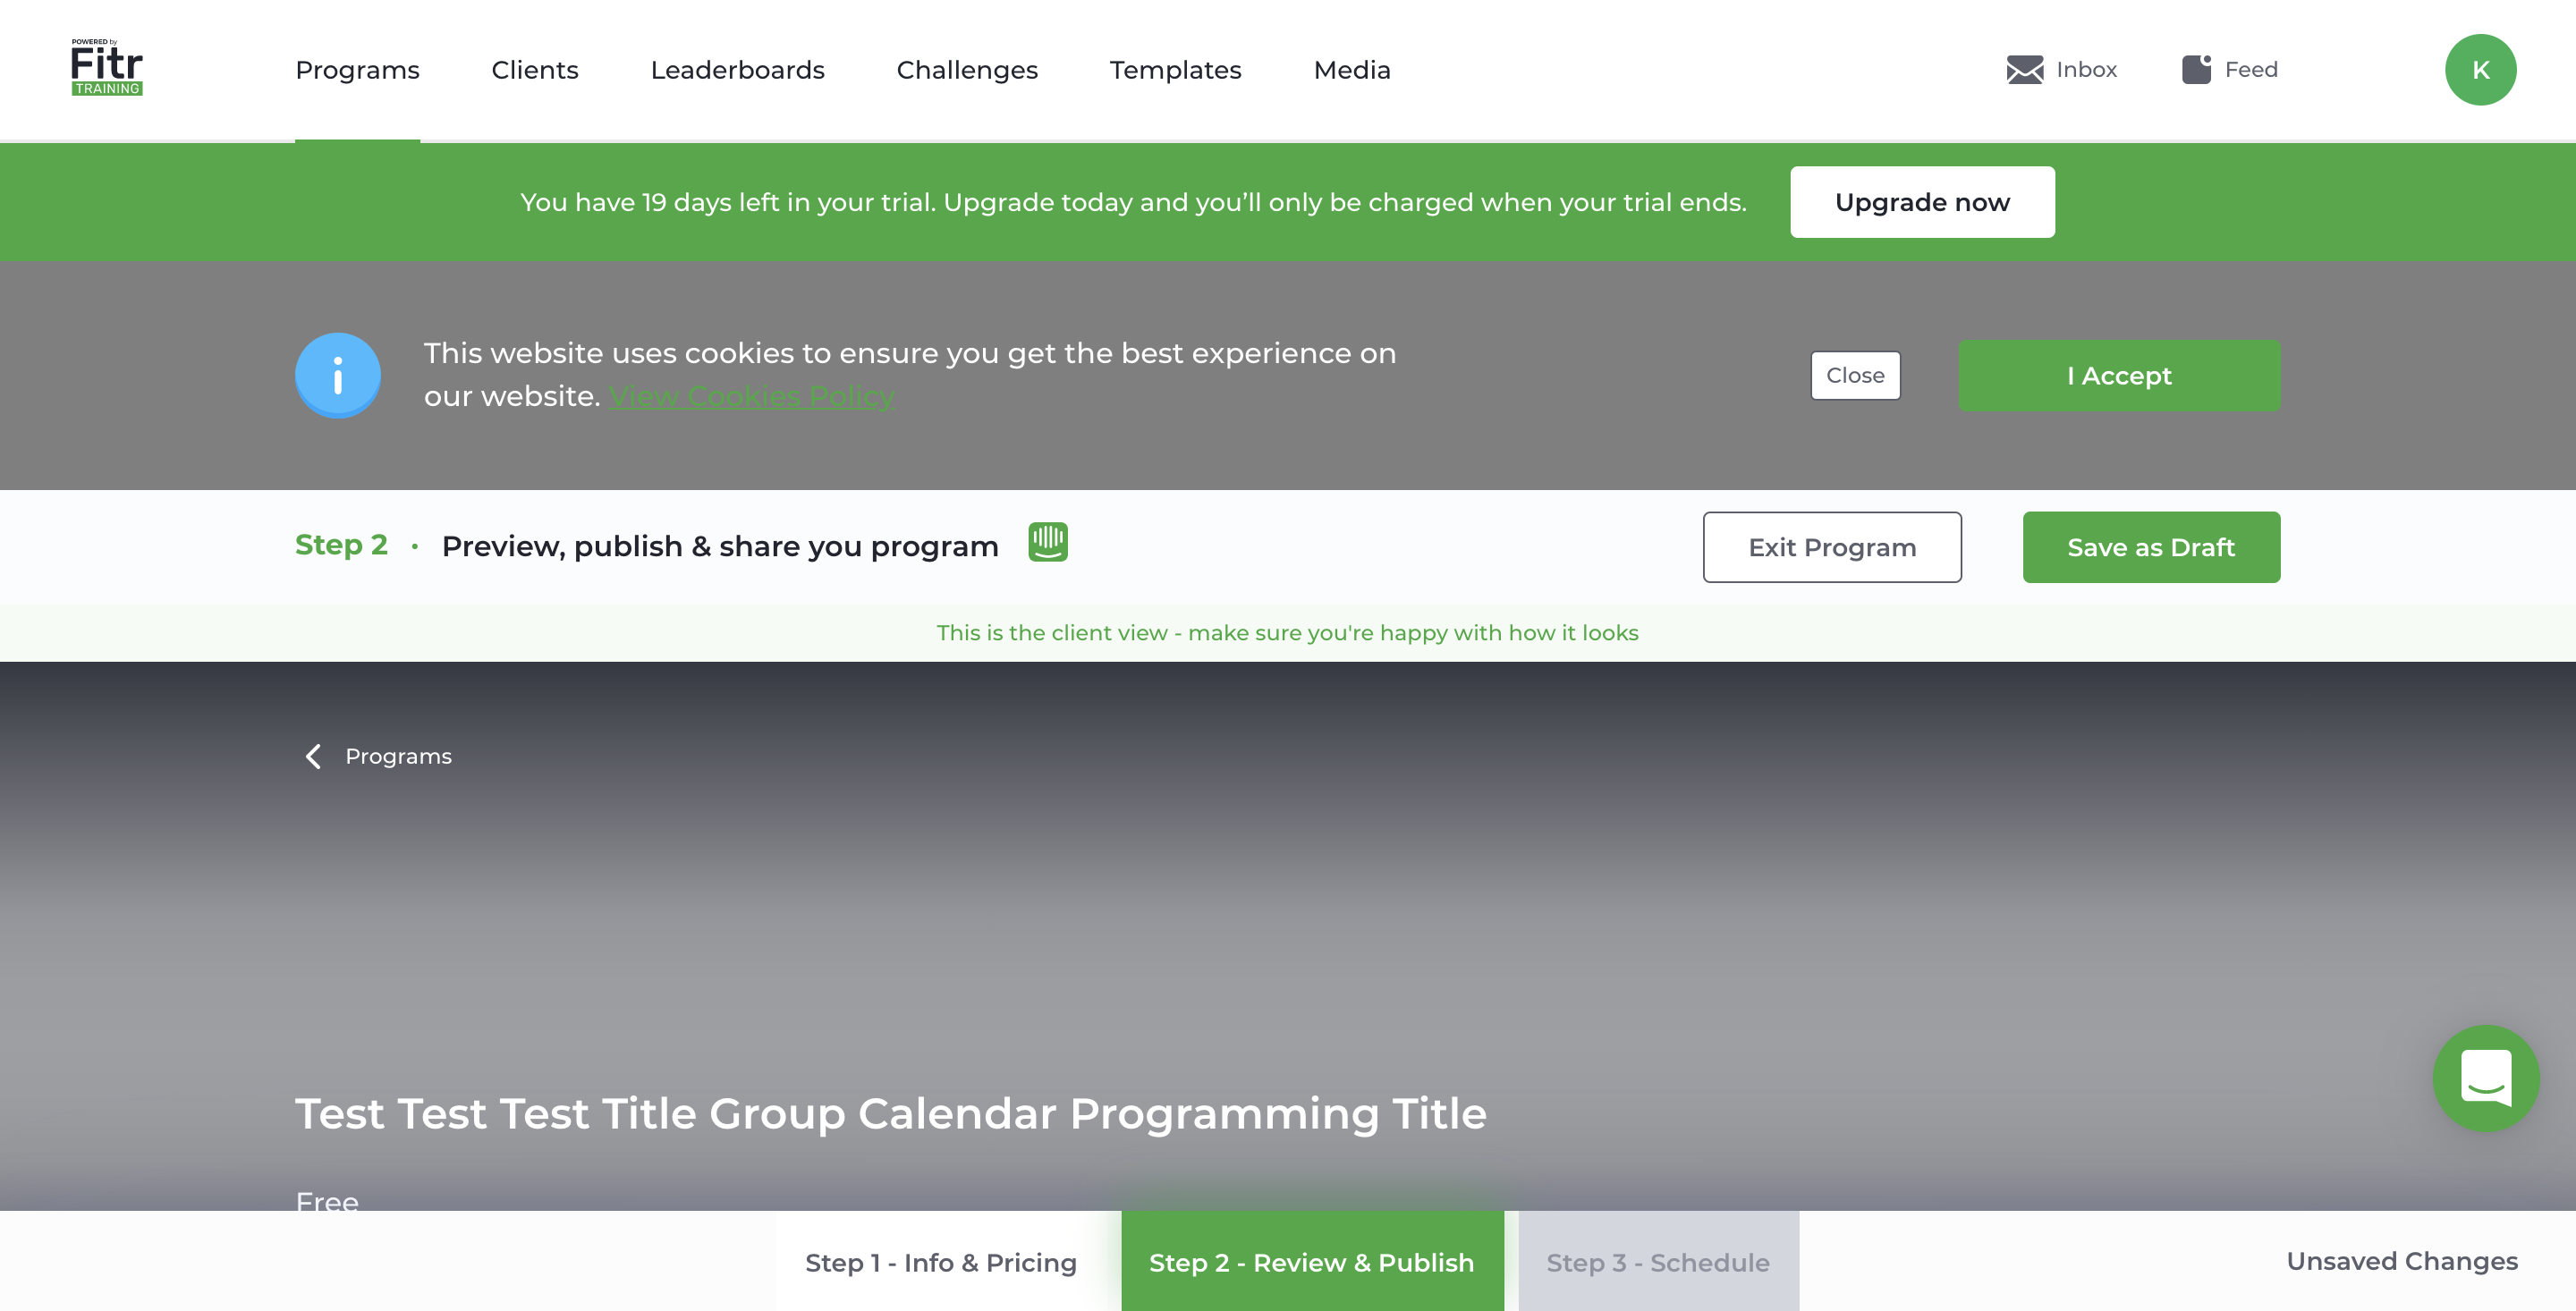 POWERED by
Fitr
TRAINING
Programs
Clients
Leaderboards
Challenges
Templates
Media
Inbox
Feed
K
You have 19 days left in your trial. Upgrade today and you’ll only be charged when your trial ends.
Upgrade now
This website uses cookies to ensure you get the best experience on
our website. View Cookies Policy
Close
I Accept
Step 2 · Preview, publish & share you program
Exit Program
Save as Draft
This is the client view - make sure you're happy with how it looks
Programs
Test Test Test Title Group Calendar Programming Title
Free
Step 1 - Info & Pricing
Step 2 - Review & Publish
Step 3 - Schedule
Unsaved Changes